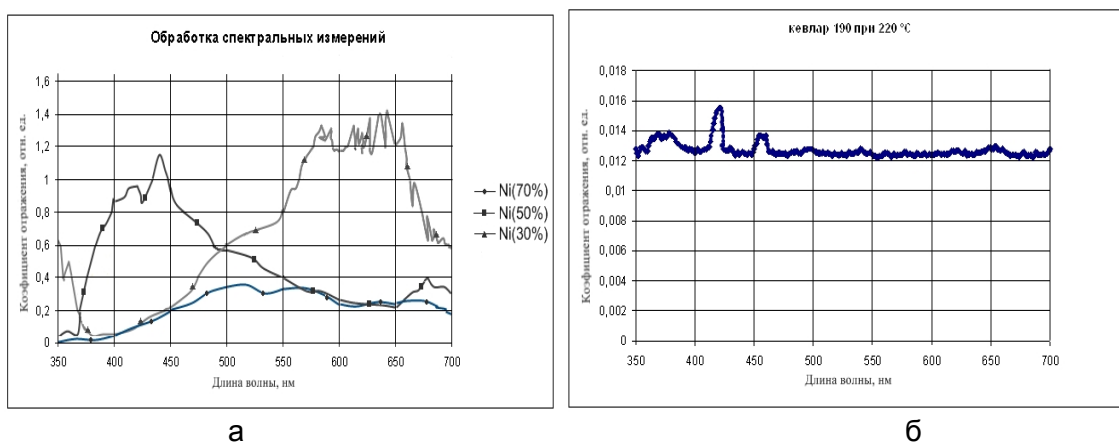 Обработка спектральных измерений
Коэфициент отражения, отн. ед.
1,6
1,4
1,2
1
0,8
0,6
0,4
0,2
0
350 400 450 500 550 600 650 700
Длина волны, нм
Ni(70%)
Ni(50%)
Ni(30%)
а
кевлар 190 при 220 °C
Коэфициент отражения, отн. ед.
0,018
0,016
0,014
0,012
0,01
0,008
0,006
0,004
0,002
0
350 400 450 500 550 600 650 700
Длина волны, нм
б